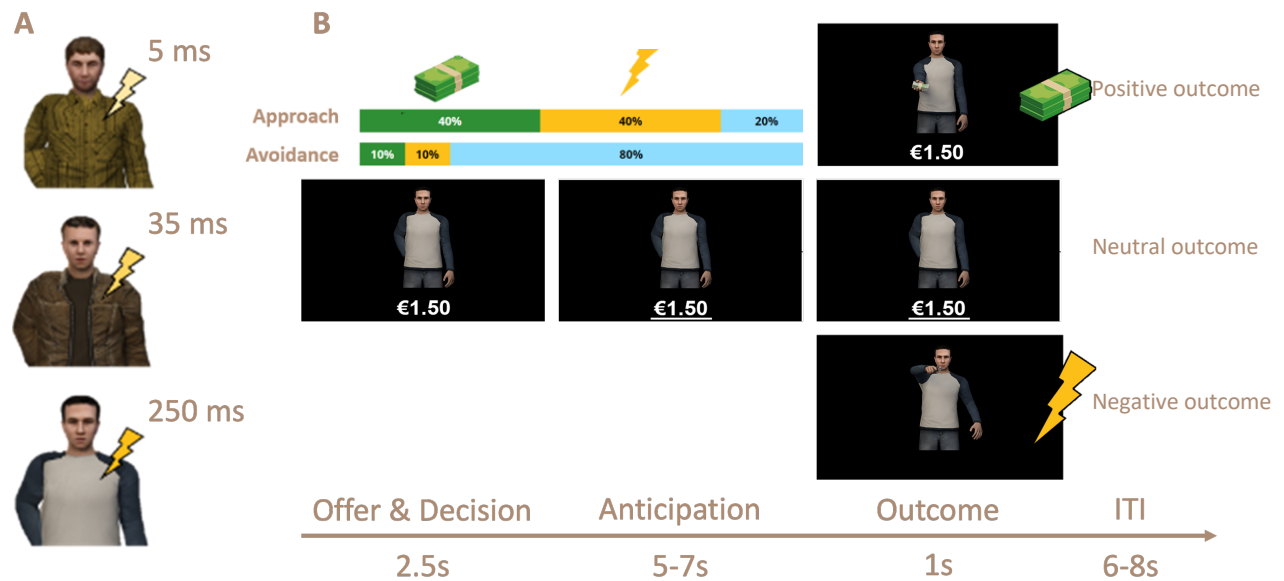 A
5 ms
35 ms
250 ms
B
Approach
40%
40%
20%
Avoidance
10%
10%
80%
€1.50
Positive outcome
€1.50
€1.50
€1.50
Neutral outcome
Negative outcome
Offer & Decision
Anticipation
Outcome
ITI
2.5s
5-7s
1s
6-8s